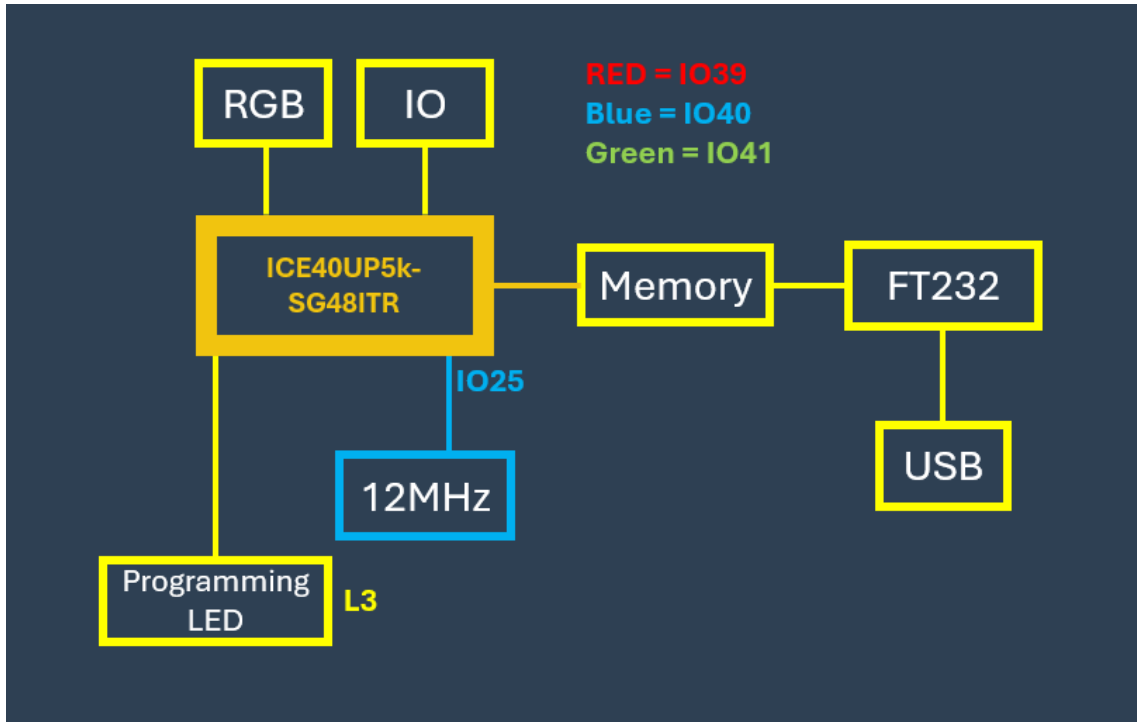 RGB
IO
RED = IO39
Blue = IO40
Green = IO41
ICE40UP5k-
SG48ITR
Memory
FT232
IO25
12MHz
USB
Programming
LED
L3